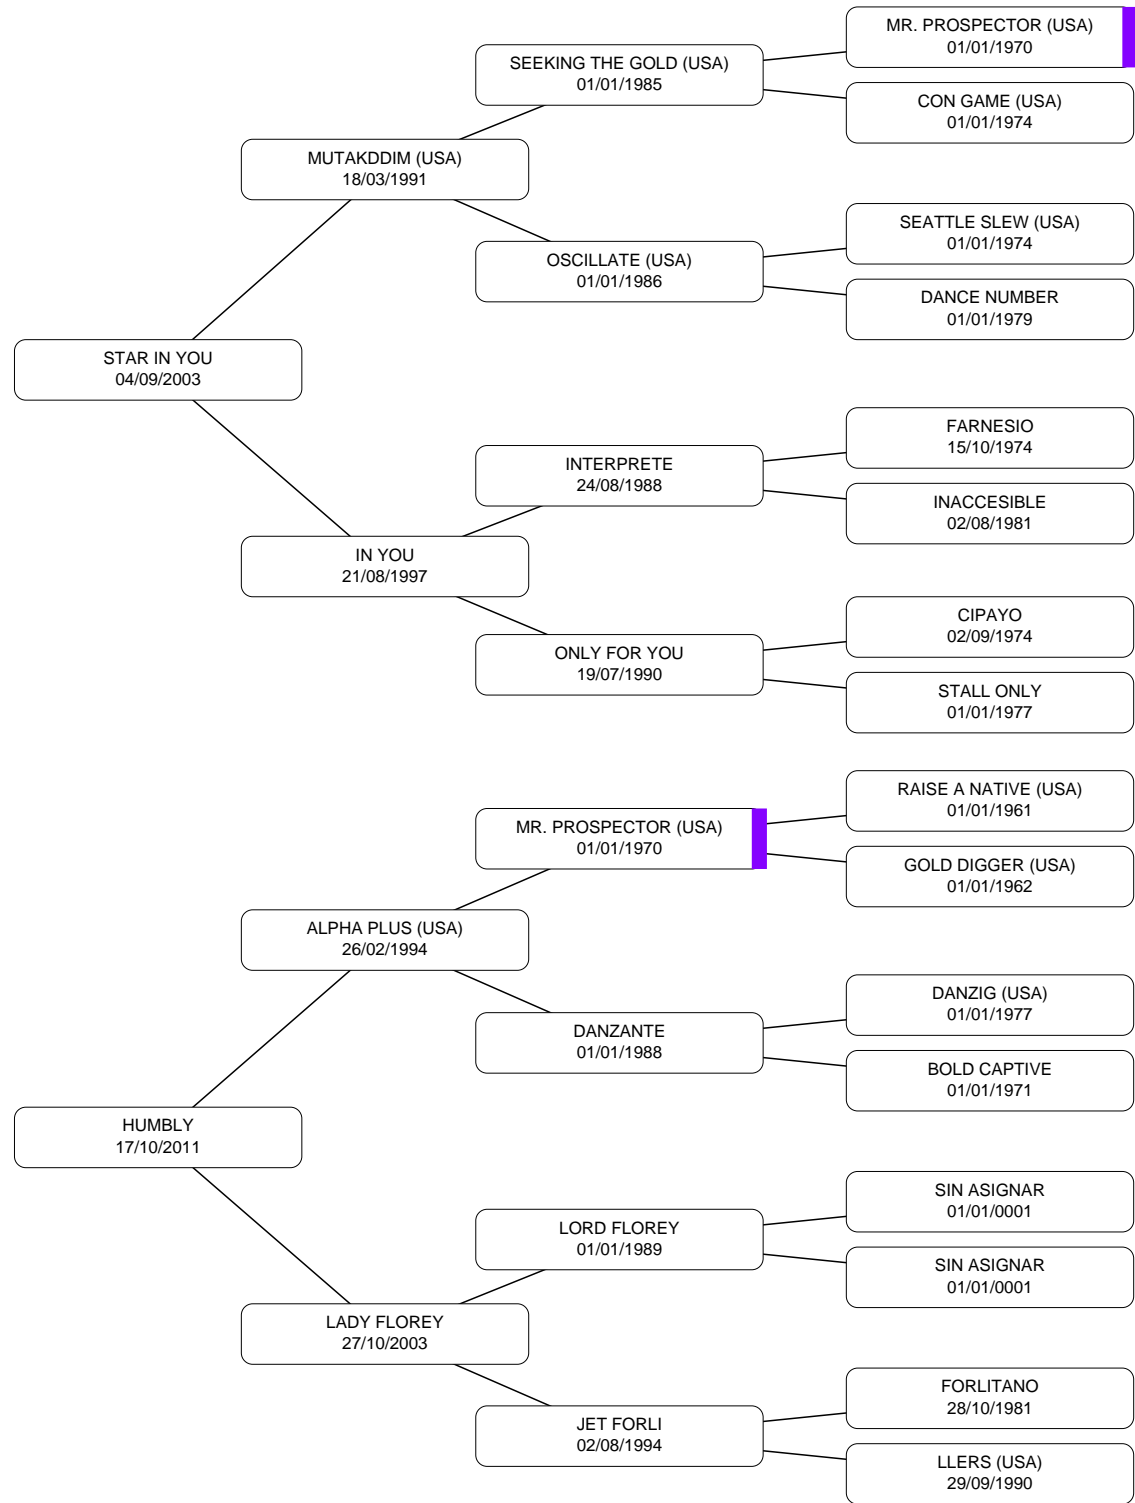 MR. PROSPECTOR (USA)
01/01/1970
SEEKING THE GOLD (USA)
01/01/1985
CON GAME (USA)
01/01/1974
MUTAKDDIM (USA)
18/03/1991
SEATTLE SLEW (USA)
01/01/1974
OSCILLATE (USA)
01/01/1986
DANCE NUMBER
01/01/1979
STAR IN YOU
04/09/2003
FARNESIO
15/10/1974
INTERPRETE
24/08/1988
INACCESIBLE
02/08/1981
IN YOU
21/08/1997
CIPAYO
02/09/1974
ONLY FOR YOU
19/07/1990
STALL ONLY
01/01/1977
RAISE A NATIVE (USA)
01/01/1961
MR. PROSPECTOR (USA)
01/01/1970
GOLD DIGGER (USA)
01/01/1962
ALPHA PLUS (USA)
26/02/1994
DANZIG (USA)
01/01/1977
DANZANTE
01/01/1988
BOLD CAPTIVE
01/01/1971
HUMBLY
17/10/2011
SIN ASIGNAR
01/01/0001
LORD FLOREY
01/01/1989
SIN ASIGNAR
01/01/0001
LADY FLOREY
27/10/2003
FORLITANO
28/10/1981
JET FORLI
02/08/1994
LLERS (USA)
29/09/1990